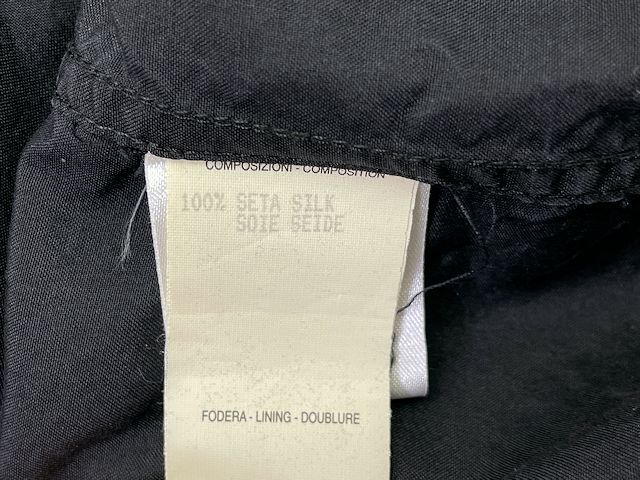 COMPOSIZIONI - COMPOSITION
100% SETA SILK
SOIE SEIDE
FODERA - LINING - DOUBLURE